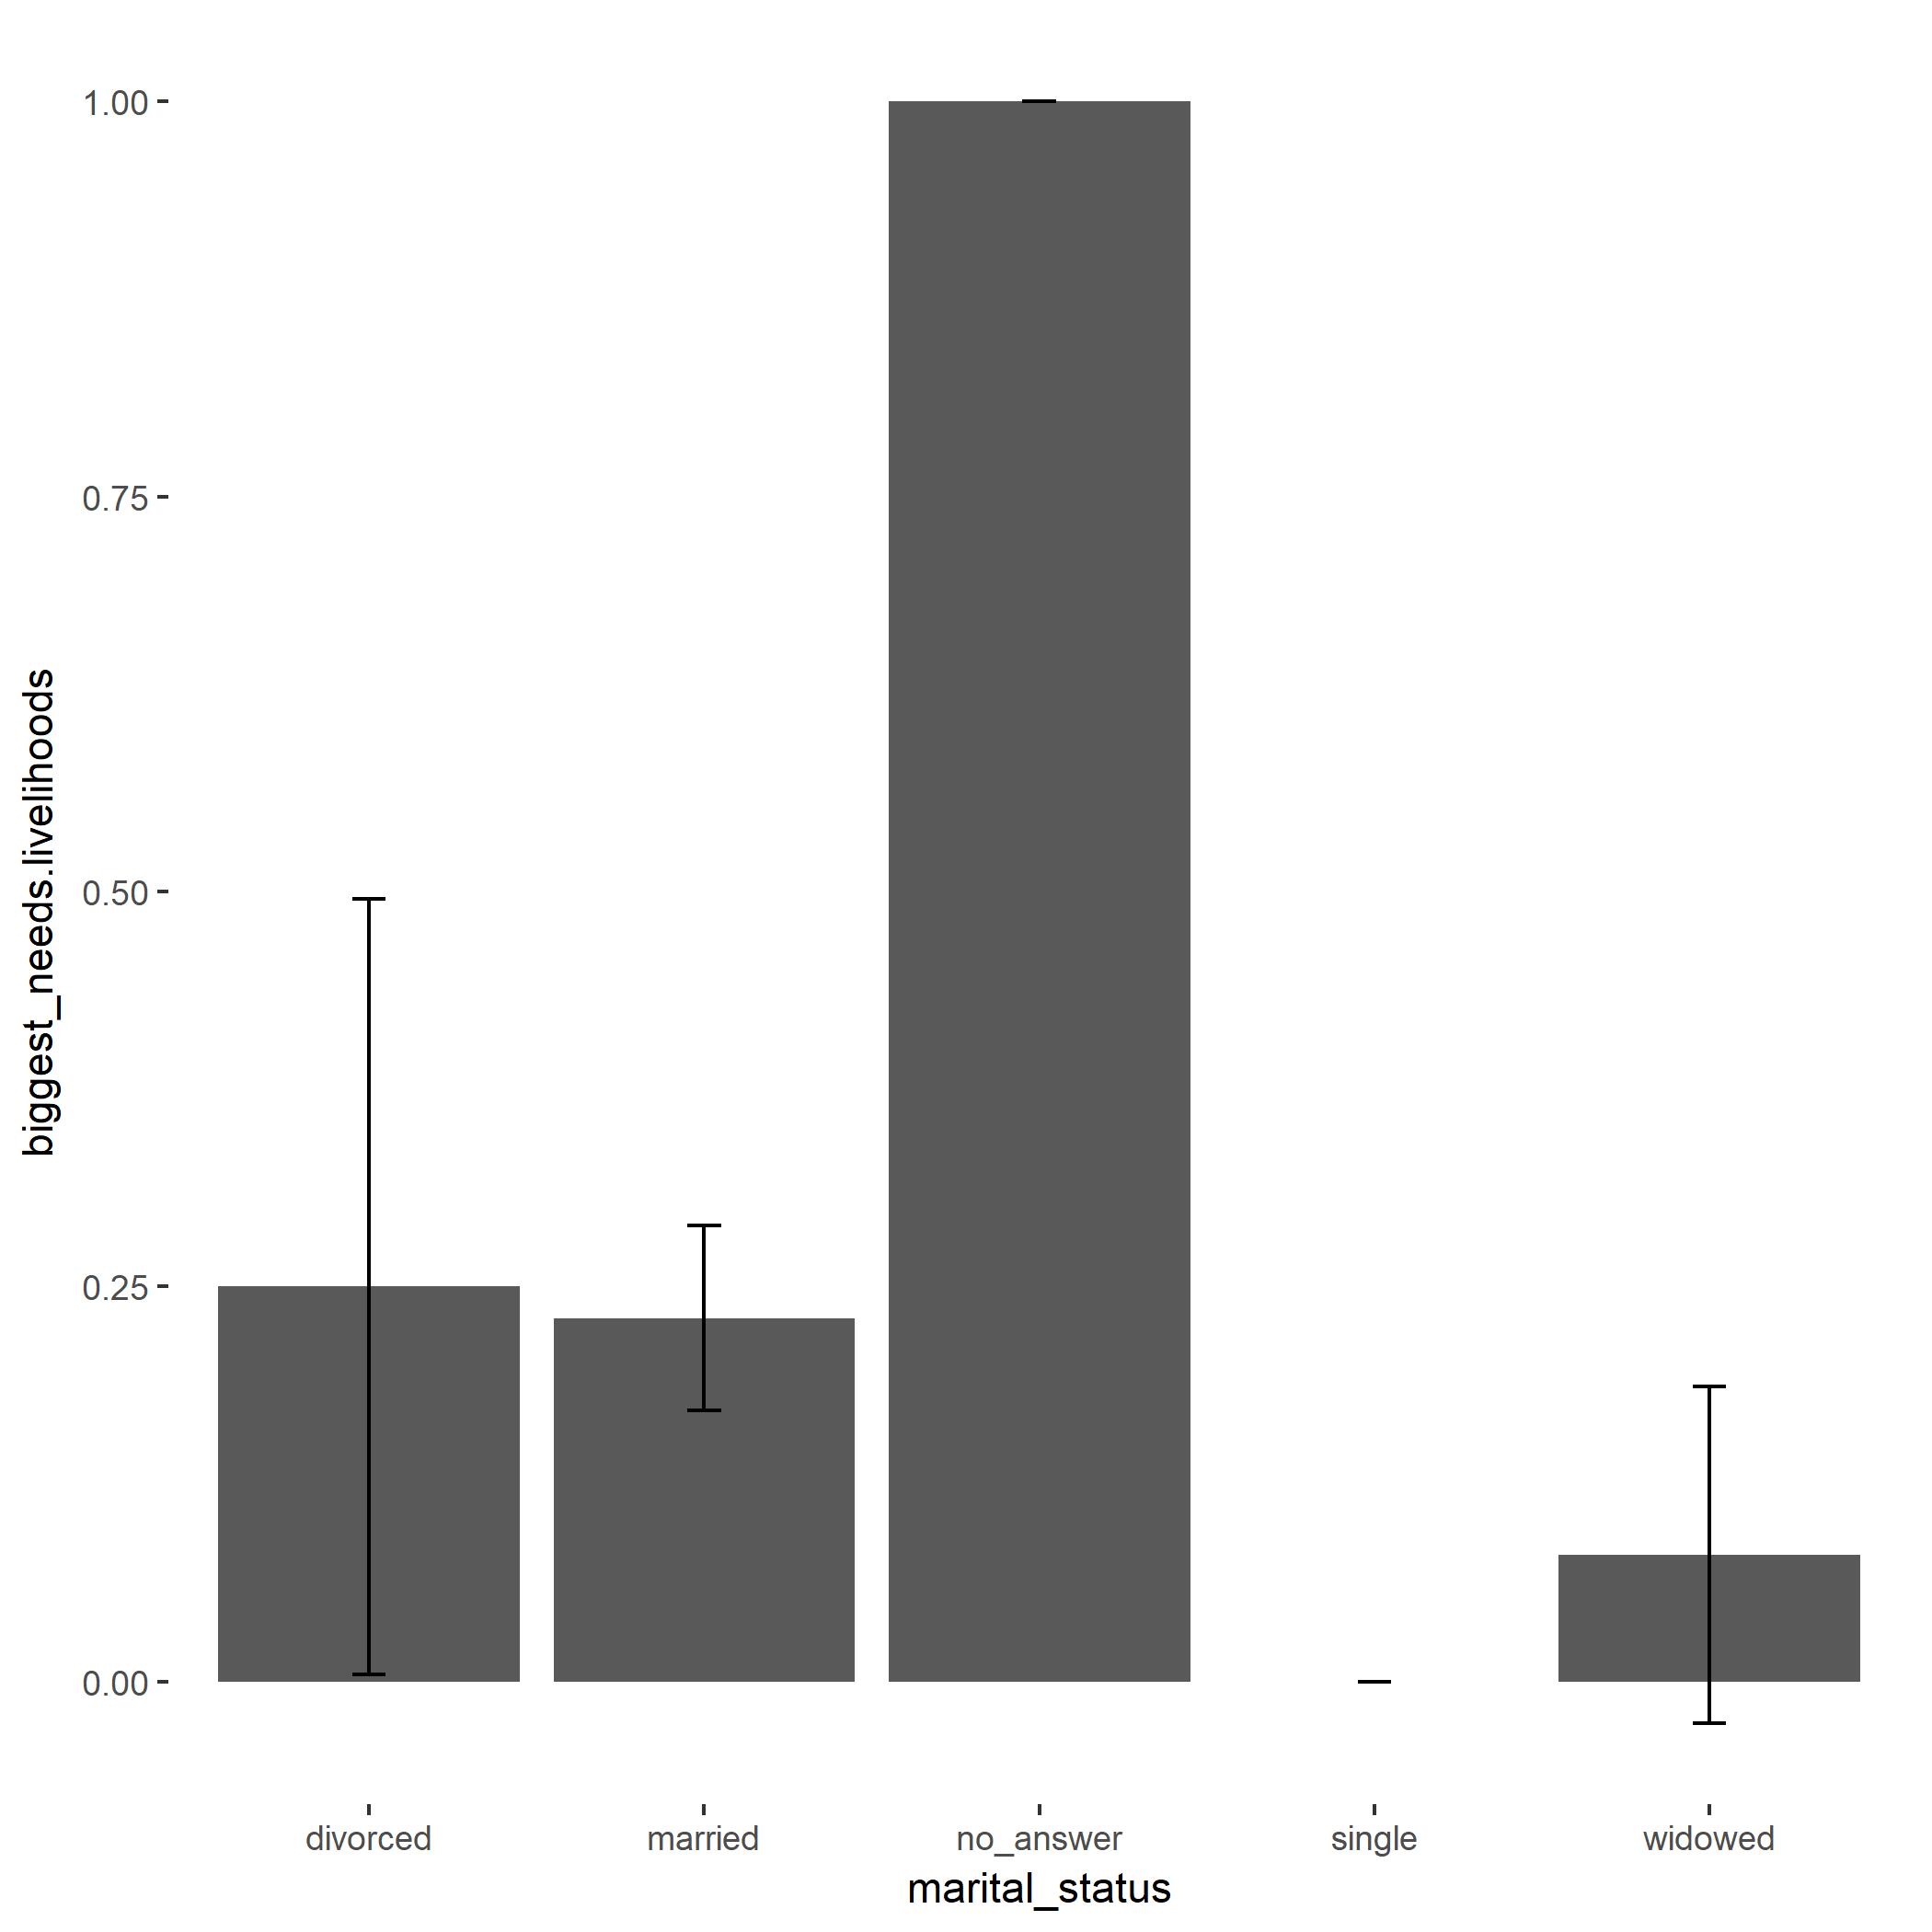 1.00
0.75
0.50
0.25
0.00
biggest_needs.livelihoods
divorced married no_answer single widowed
marital_status